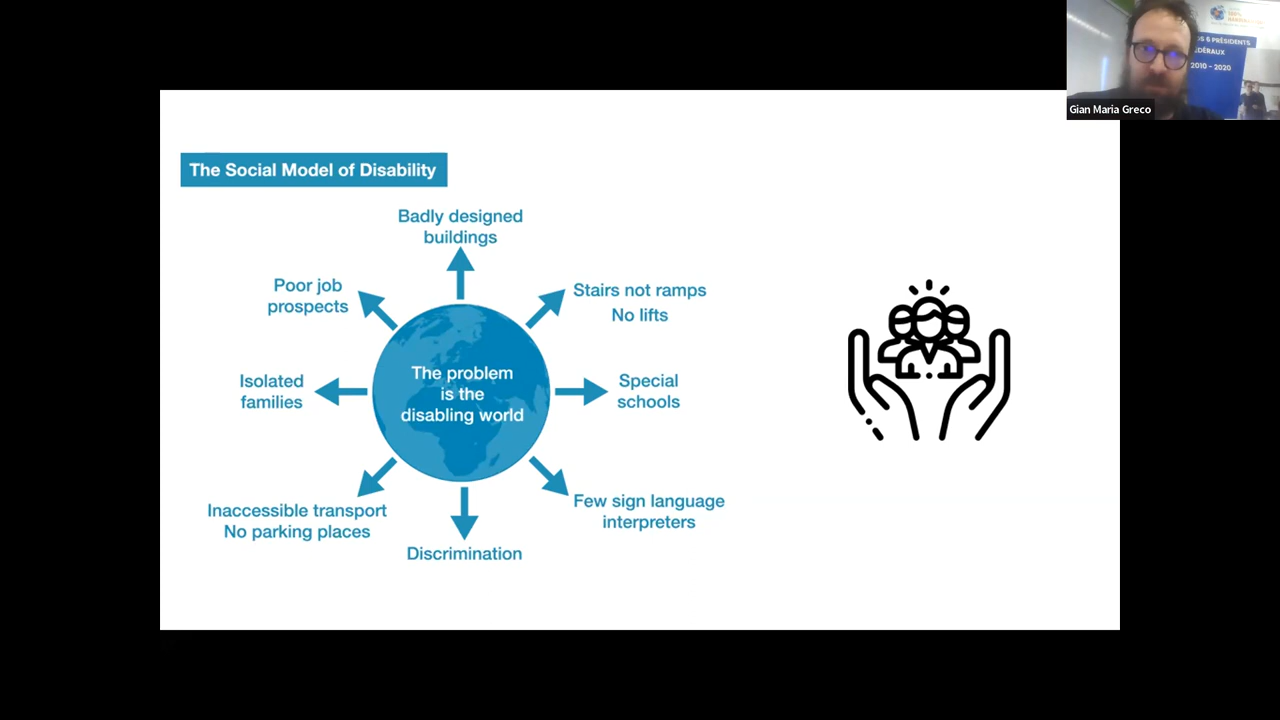 The Social Model of Disability
Badly designed
buildings
Poor job
prospects
Stairs not ramps
No lifts
The problem
is the
disabling world
Isolated
families
Special
schools
Inaccessible transport
No parking places
Few sign language
interpreters
Discrimination
Gian Maria Greco
6 PRÉSIDENTS
2010 - 2020